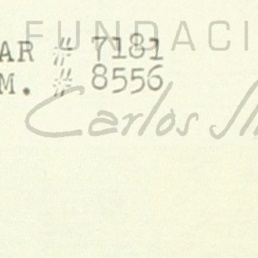 FUNDACI
AR # 7181
M. # 8556
Carlos Sl